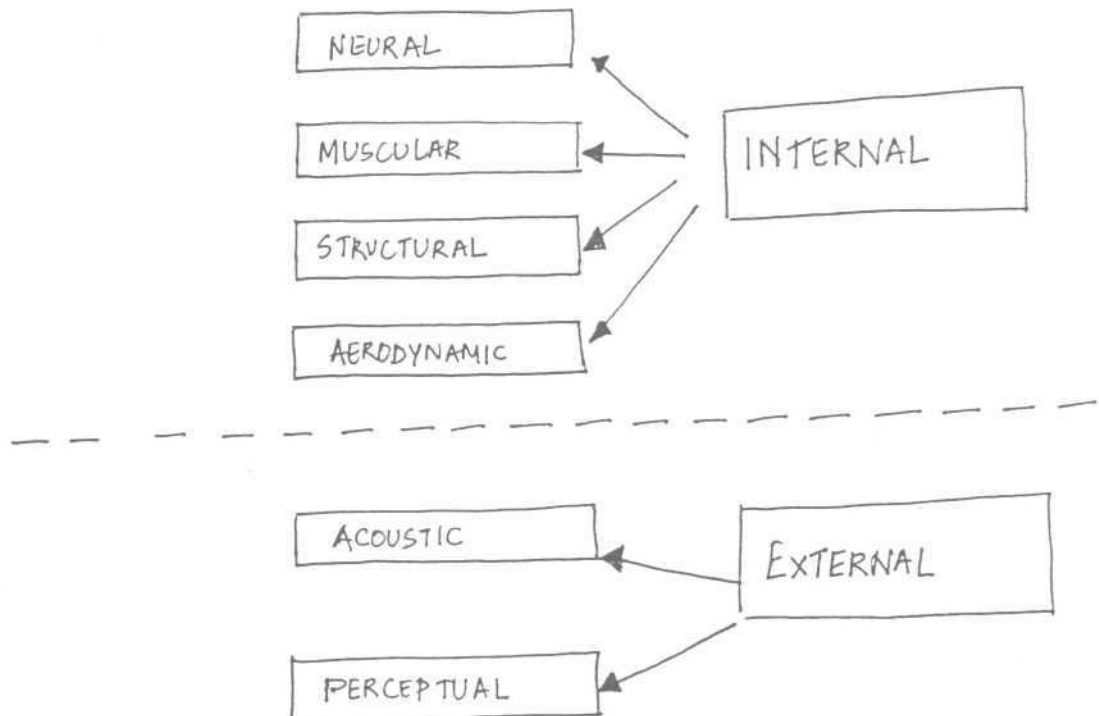 NEURAL
MUSCULAR
INTERNAL
STRUCTURAL
AERODYNAMIC
ACOUSTIC
EXTERNAL
PERCEPTUAL